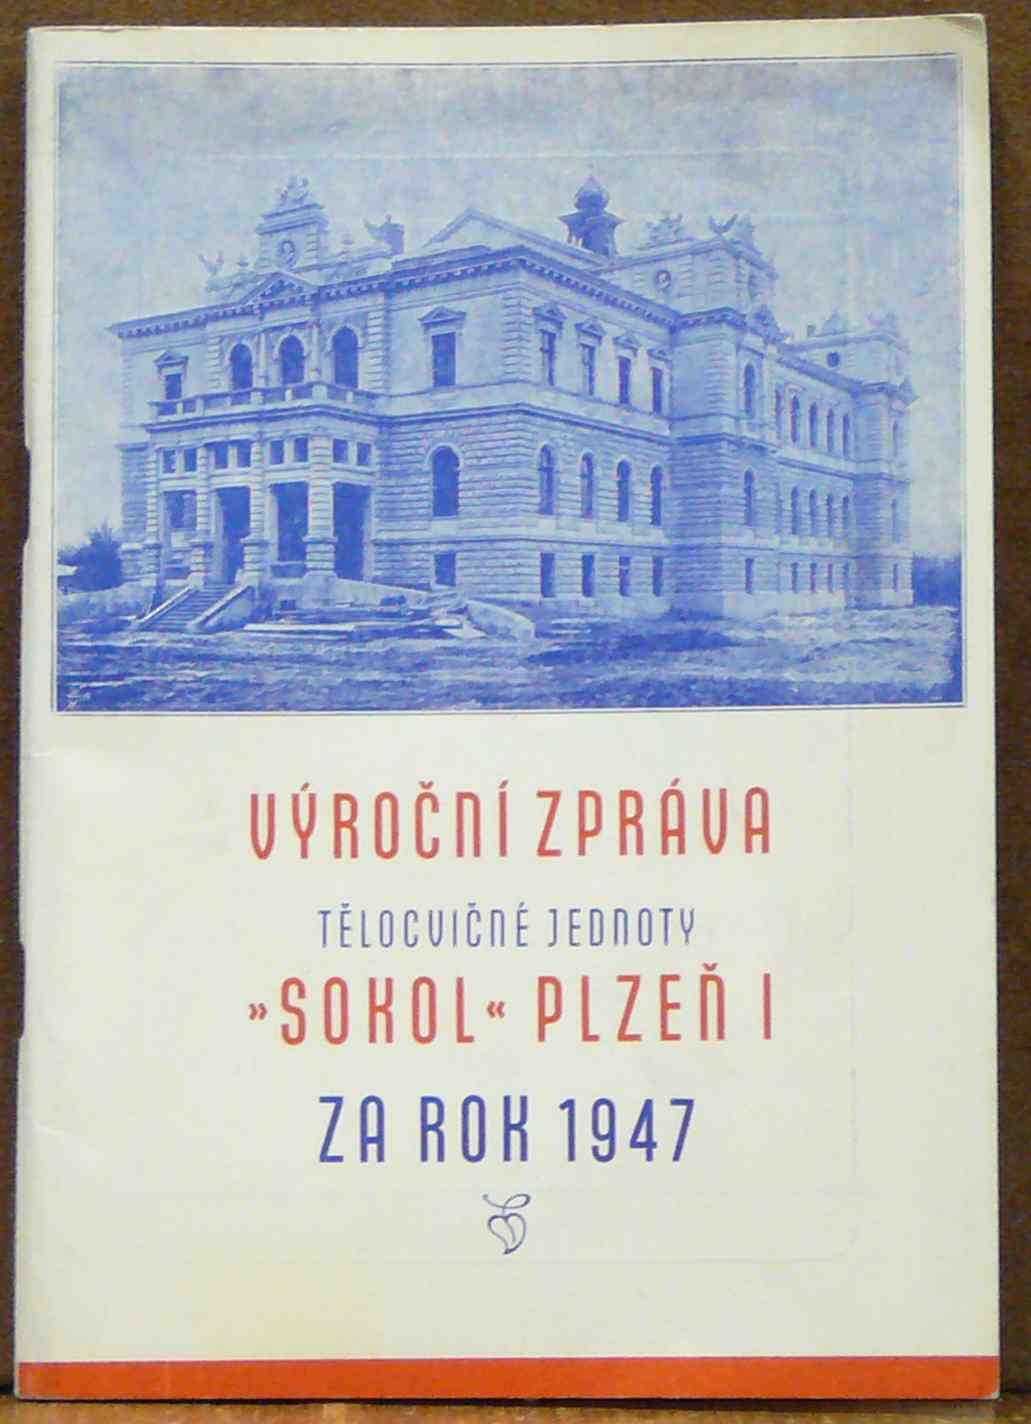 VÝROČNÍ ZPRÁVA
TĚLOCVIČNÉ JEDNOTY
»SOKOL« PLZEŇ I
ZA ROK 1947